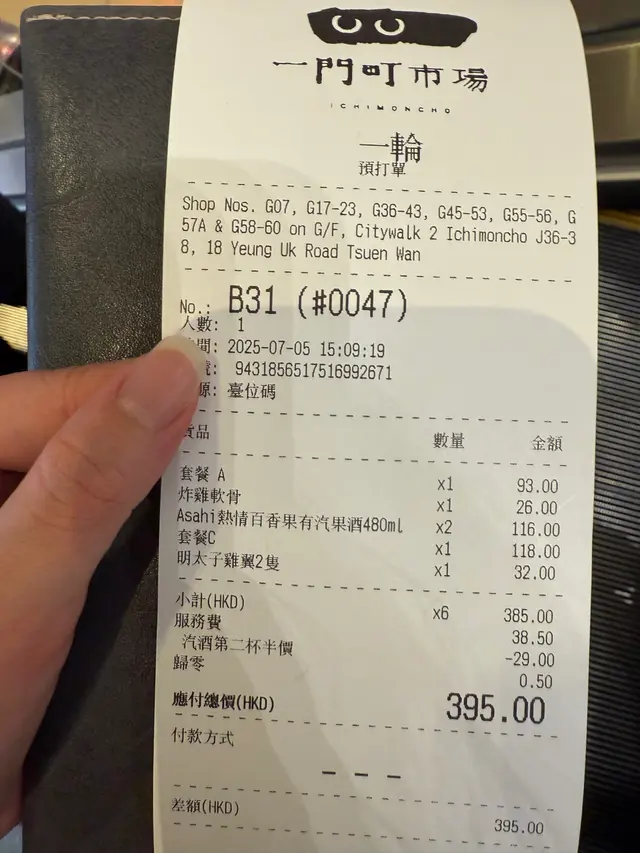 一門町市場
ICHIMONCHO
一輪
預打單
Shop Nos. G07, G17-23, G36-43, G45-53, G55-56, G
57A & G58-60 on G/F, Citywalk 2 Ichimoncho J36-3
8, 18 Yeung Uk Road Tsuen Wan
No.: B31 (#0047)
人數: 1
間: 2025-07-05 15:09:19
號: 9431856517516992671
源: 臺位碼
貨品 數量 金額
套餐 A x1 93.00
炸雞軟骨 x1 26.00
Asahi熱情百香果有汽果酒480ml x2 116.00
套餐C x1 118.00
明太子雞翼2隻 x1 32.00
小計(HKD) x6 385.00
服務費 38.50
汽酒第二杯半價 -29.00
歸零 0.50
應付總價(HKD) 395.00
付款方式
---
差額(HKD) 395.00